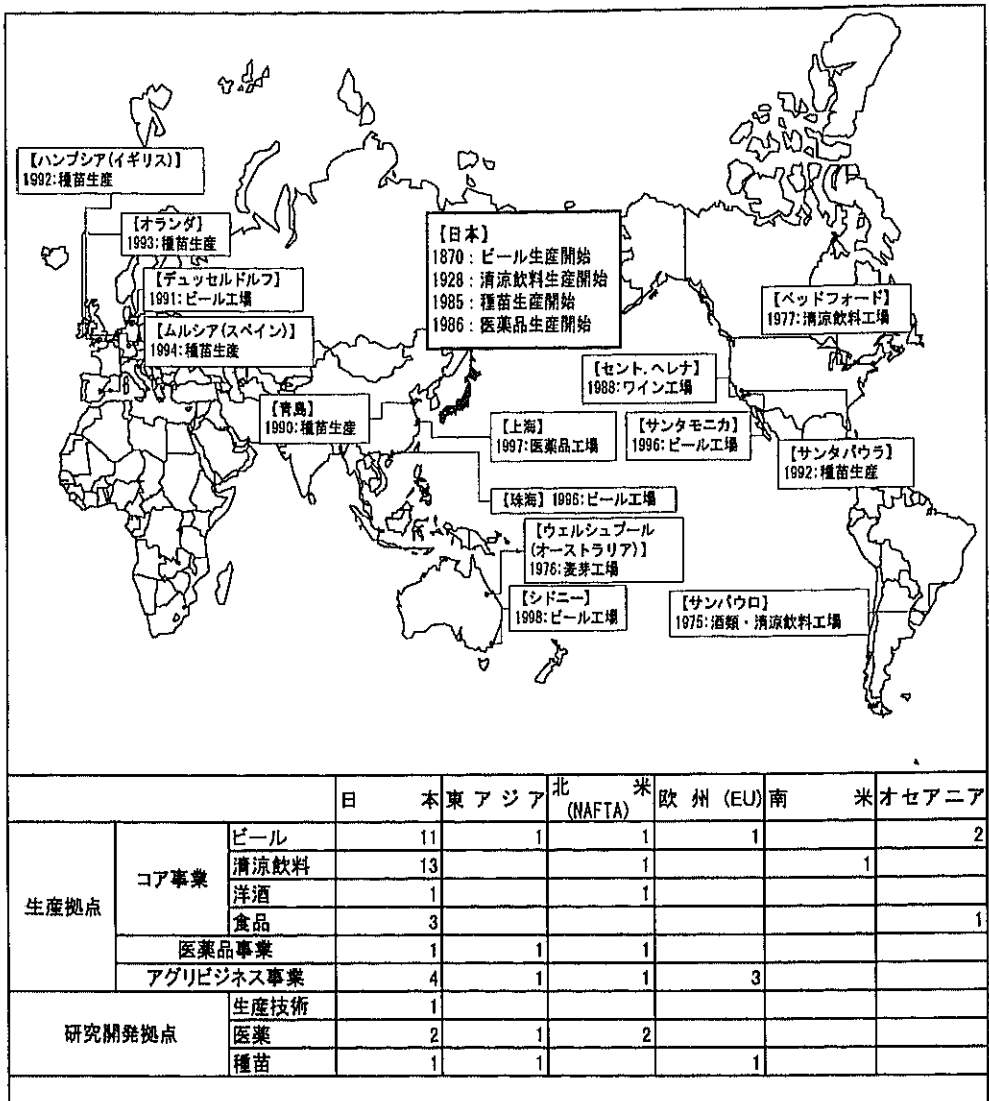 【ハンプシア(イギリス)】
1992:種苗生産
【オランダ】
1993:種苗生産
【デュッセルドルフ】
1991:ビール工場
【ムルシア(スペイン)】
1994:種苗生産
【日本】
1870:ビール生産開始
1928:清涼飲料生産開始
1985:種苗生産開始
1986:医薬品生産開始
【ベッドフォード】
1977:清涼飲料工場
【セント.ヘレナ】
1988:ワイン工場
【青島】
1990:種苗生産
【上海】
1997:医薬品工場
【サンタモニカ】
1996:ビール工場
【サンタパウラ】
1992:種苗生産
【珠海】1996:ビール工場
【ウェルシュプール
(オーストラリア)】
1976:麦芽工場
【シドニー】
1998:ビール工場
【サンパウロ】
1975:酒類・清涼飲料工場
日本 東アジア 北米(NAFTA) 欧州(EU) 南米 オセアニア
生産拠点 コア事業 ビール 11 1 1 1 2
清涼飲料 13 1 1
洋酒 1 1
食品 3 1
医薬品事業 1 1 1
アグリビジネス事業 4 1 1 3
研究開発拠点 生産技術 1
医薬 2 1 2
種苗 1 1 1